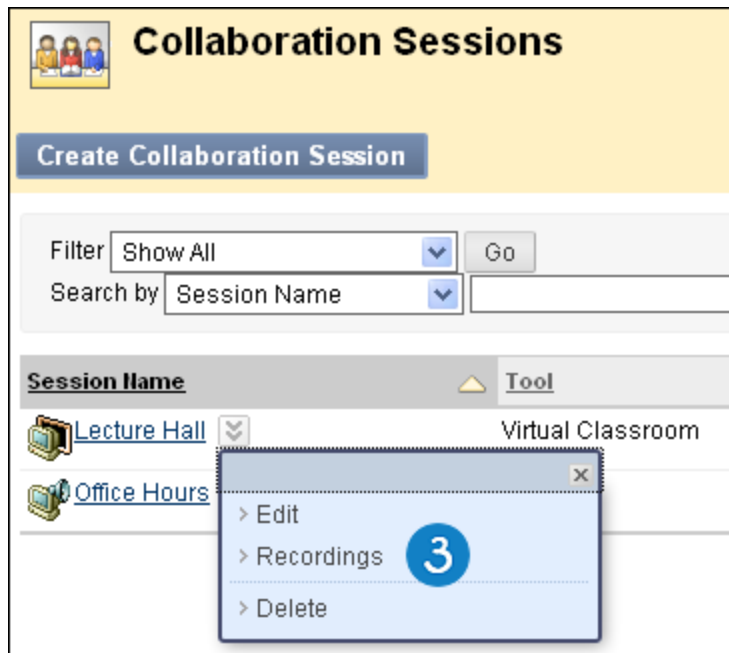 Collaboration Sessions
Create Collaboration Session
Filter Show All Go
Search by Session Name
Session Name Tool
Lecture Hall Virtual Classroom
Office Hours
> Edit
> Recordings 3
> Delete